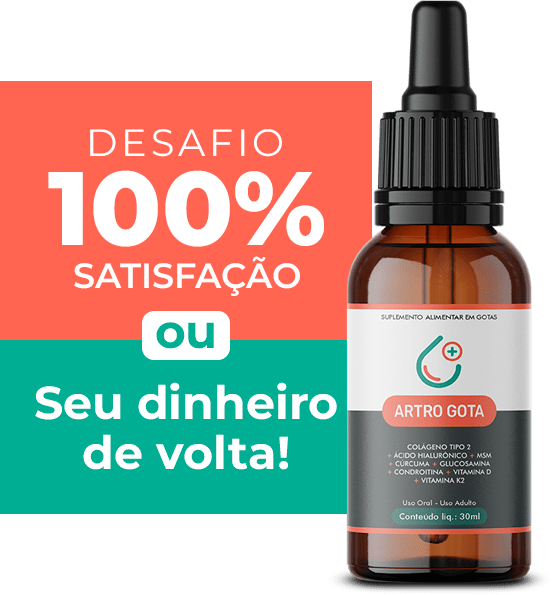 DESAFIO
100%
SATISFAÇÃO
ou
Seu dinheiro
de volta!
SUPLEMENTO ALIMENTAR EM GOTAS
ARTRO GOTA
COLÁGENO TIPO 2
+ ÁCIDO HIALURÔNICO + MSM
+ CÚRCUMA + GLUCOSAMINA
+ CONDROITINA + VITAMINA D
+ VITAMINA K2
Uso Oral - Uso Adulto
Conteúdo liq.: 30ml